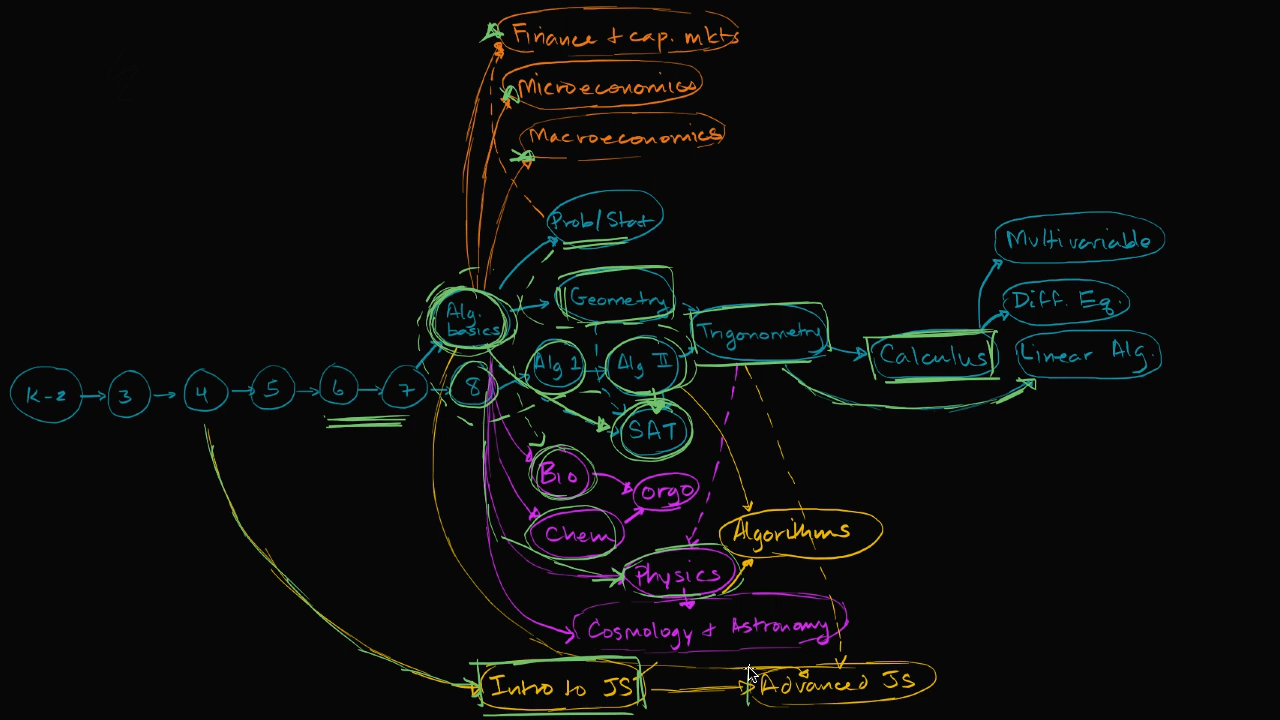 Finance + cap. mkts
Microeconomics
Macroeconomics
Prob/Stat
Multivariable
Geometry
Diff. Eq.
Alg.
basics
Trigonometry
Calculus
Linear Alg.
K-2
3
4
5
6
7
8
Alg 1
Alg II
SAT
Bio
orgo
Chem
Algorithms
Physics
Cosmology + Astronomy
Intro to JS
Advanced JS